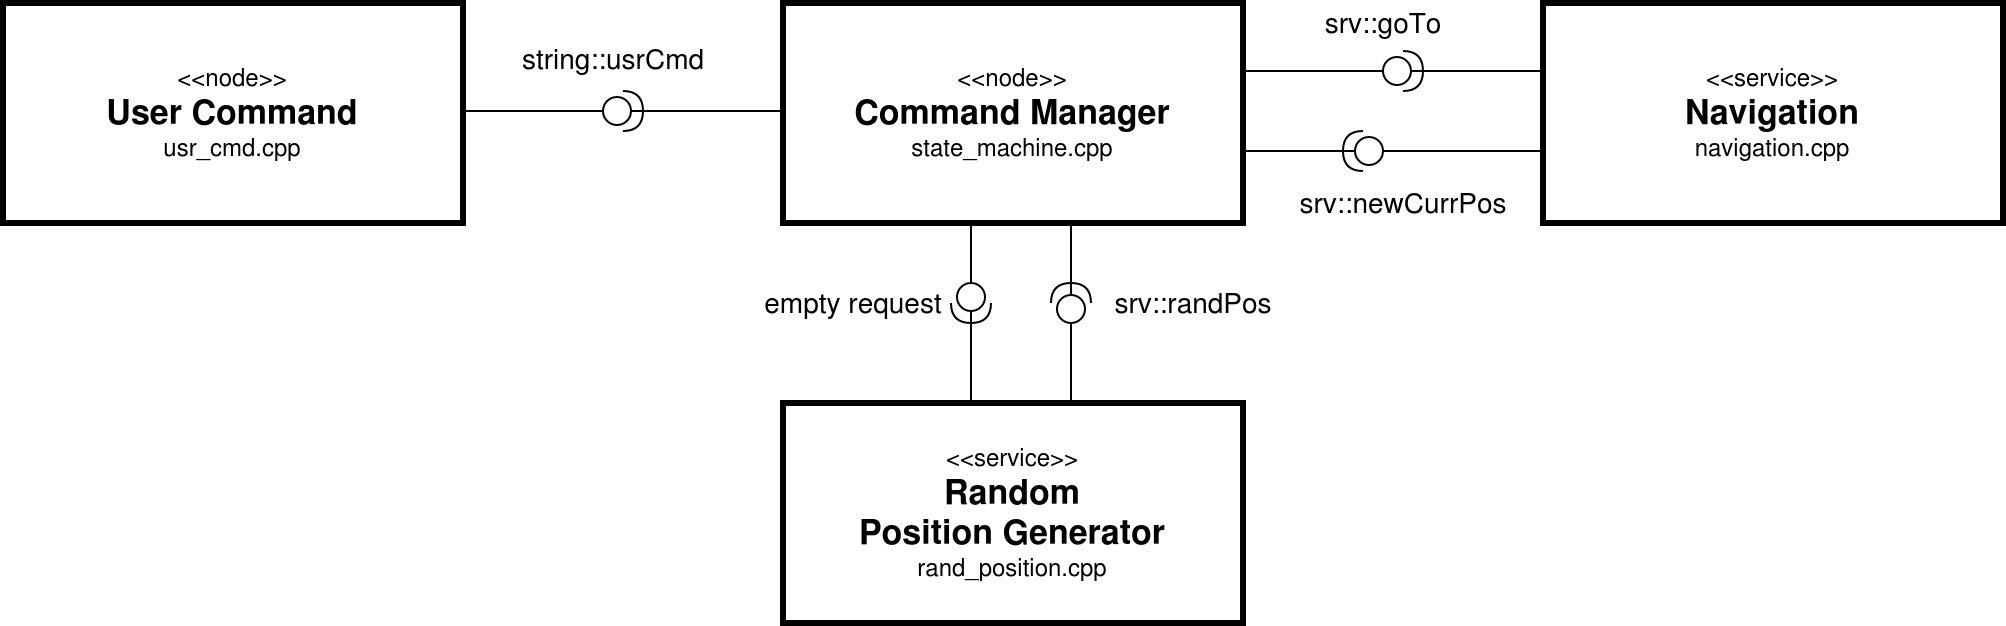 <<node>>
User Command
usr_cmd.cpp
string::usrCmd
<<node>>
Command Manager
state_machine.cpp
srv::goTo
srv::newCurrPos
<<service>>
Navigation
navigation.cpp
empty request
srv::randPos
<<service>>
Random
Position Generator
rand_position.cpp